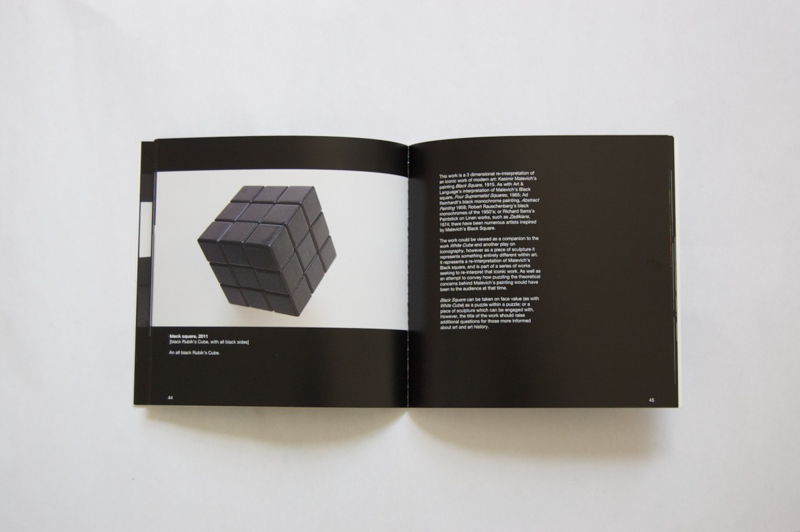 black square, 2011
[black Rubik's Cube, with all black sides]
An all black Rubik's Cube.
44
This work is a 3 dimensional re-interpretation of
an iconic work of modern art: Kasimir Malevich's
painting Black Square, 1915. As with Art &
Language's interpretation of Malevich's Black
square, Four Suprematist Squares, 1965; Ad
Reinhardt's black monochrome painting, Abstract
Painting 1958; Robert Rauschenberg's black
monochromes of the 1950's; or Richard Serra's
Paintstick on Linen works, such as Zadikians,
1974; there have been numerous artists inspired
by Malevich's Black Square.
The work could be viewed as a companion to the
work White Cube and another play on
iconography, however as a piece of sculpture it
represents something entirely different within art.
It represents a re-interpretation of Malevich's
Black square, and is part of a series of works
seeking to re-interpret that iconic work. As well as
an attempt to convey how puzzling the theoretical
concerns behind Malevich's painting would have
been to the audience at that time.
Black Square can be taken on face value (as with
White Cube) as a puzzle within a puzzle; or a
piece of sculpture which can be engaged with.
However, the title of the work should raise
additional questions for those more informed
about art and art history.
45